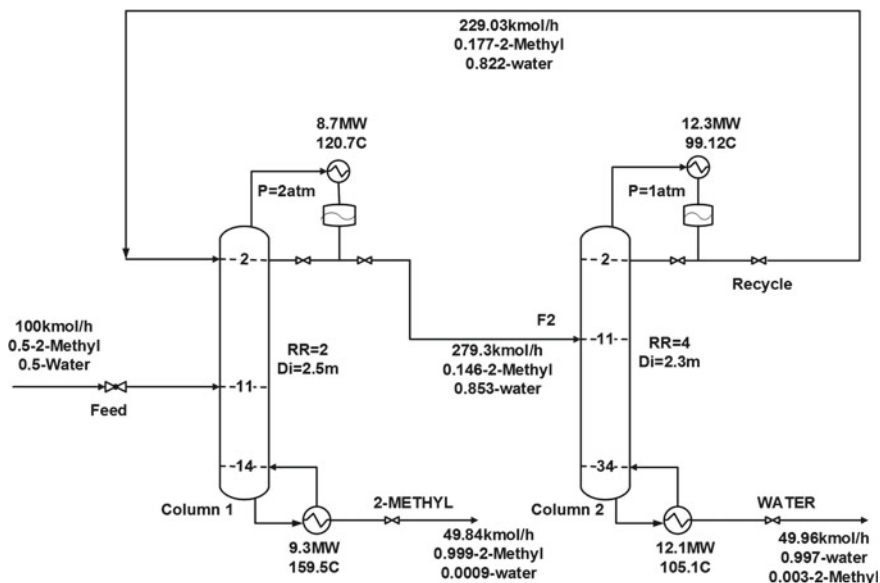 229.03kmol/h
0.177-2-Methyl
0.822-water
8.7MW
120.7C
12.3MW
99.12C
P=2atm
P=1atm
2
2
Recycle
100kmol/h
0.5-2-Methyl
0.5-Water
F2
11
RR=2
Di=2.5m
279.3kmol/h
0.146-2-Methyl
0.853-water
RR=4
Di=2.3m
11
Feed
14
34
Column 1
2-METHYL
Column 2
WATER
9.3MW
159.5C
49.84kmol/h
0.999-2-Methyl
0.0009-water
12.1MW
105.1C
49.96kmol/h
0.997-water
0.003-2-Methyl